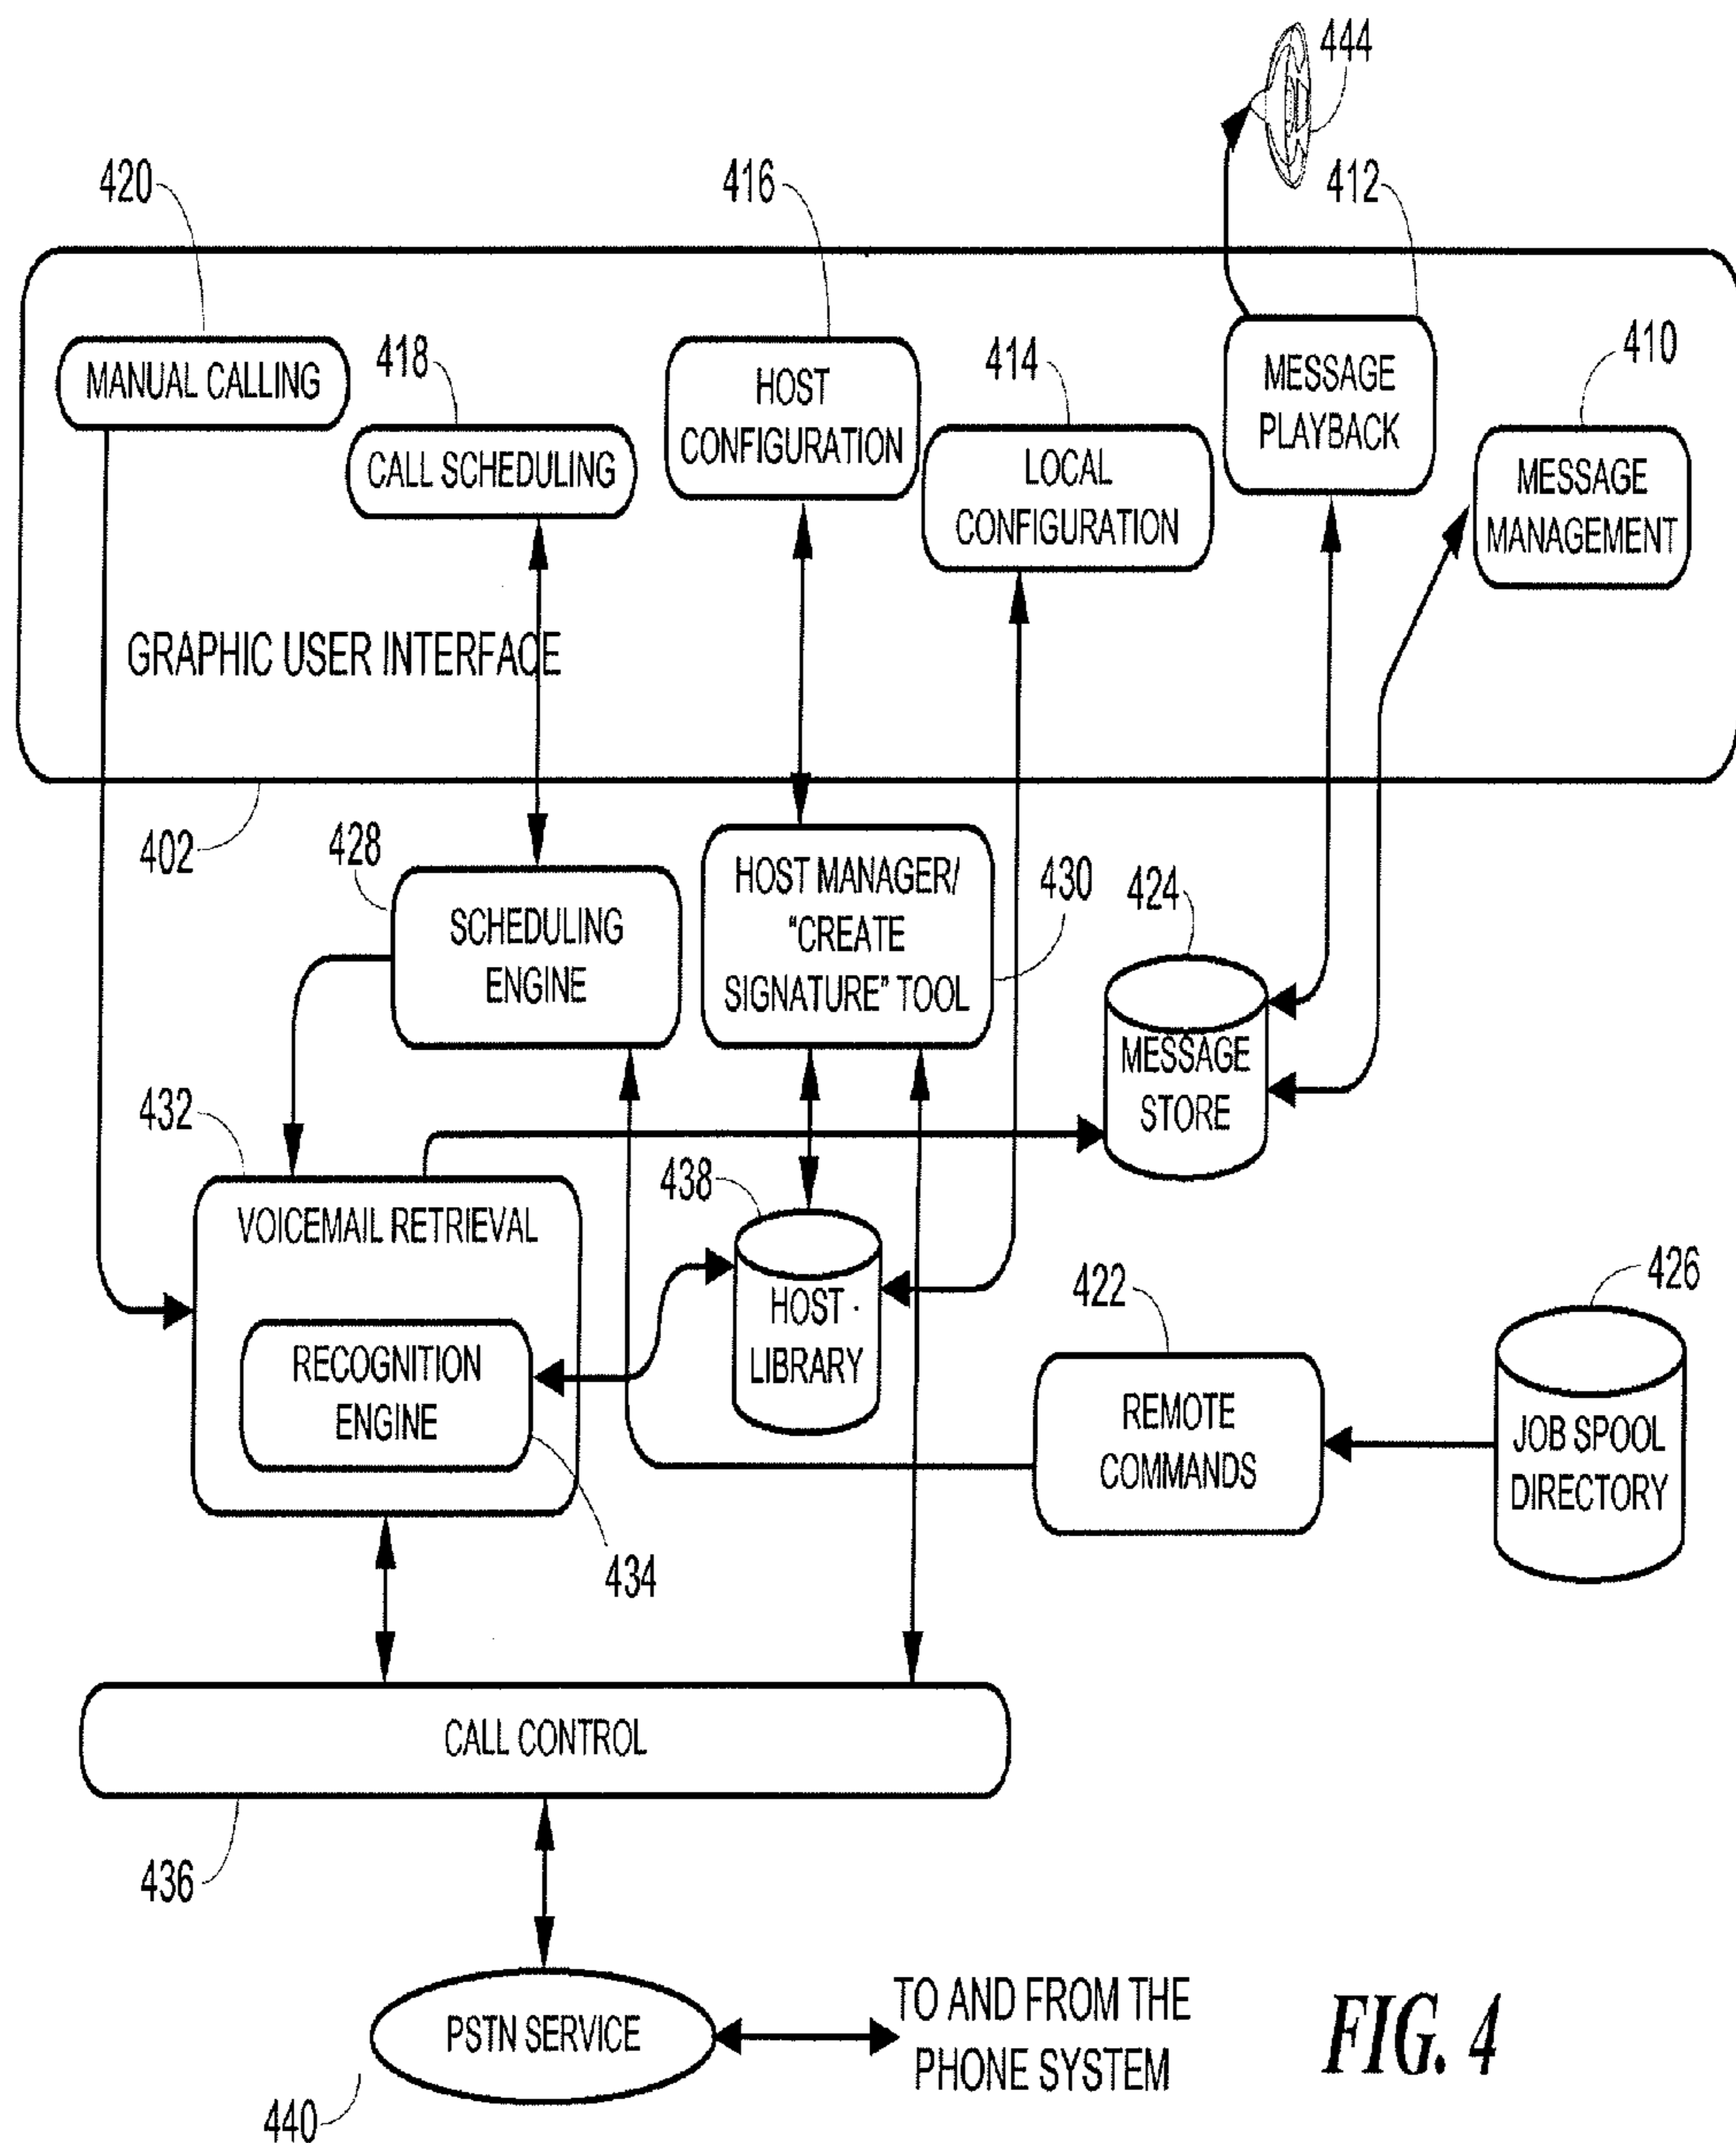 444
420
416
412
MANUAL CALLING
418
CALL SCHEDULING
HOST
CONFIGURATION
414
LOCAL
CONFIGURATION
MESSAGE
PLAYBACK
410
MESSAGE
MANAGEMENT
GRAPHIC USER INTERFACE
402
428
SCHEDULING
ENGINE
HOST MANAGER/
“CREATE
SIGNATURE” TOOL
430
424
MESSAGE
STORE
432
VOICEMAIL RETRIEVAL
RECOGNITION
ENGINE
434
438
HOST
LIBRARY
422
REMOTE
COMMANDS
426
JOB SPOOL
DIRECTORY
CALL CONTROL
436
PSTN SERVICE
440
TO AND FROM THE
PHONE SYSTEM
FIG. 4